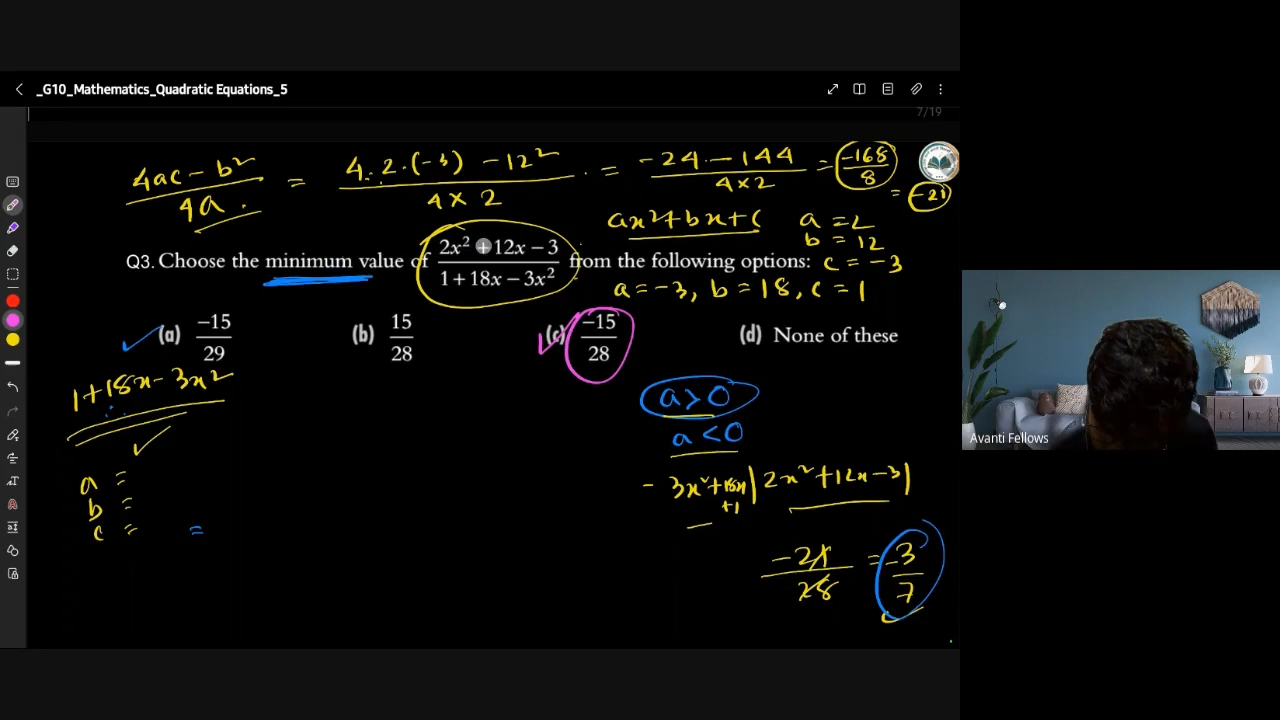 _G10_Mathematics_Quadratic Equations_5
7/19
4ac - b² / 4a = 4.2.(-3) - 12² / 4 x 2 = -24 - 144 / 4x2 = -168 / 8
= -21
ax²+bx+c a = 2
b = 12
Q3. Choose the minimum value of 2x² + 12x – 3 / 1 + 18x – 3x² from the following options: c = -3
a = -3, b = 18, c = 1
(a) –15/29 (b) 15/28 (c) –15/28 (d) None of these
1+18x-3x²
a > 0
a < 0
- 3x²+18x+1 | 2x²+12x-3 |
a =
b =
c = =
-21/28 = -3/7
Avanti Fellows